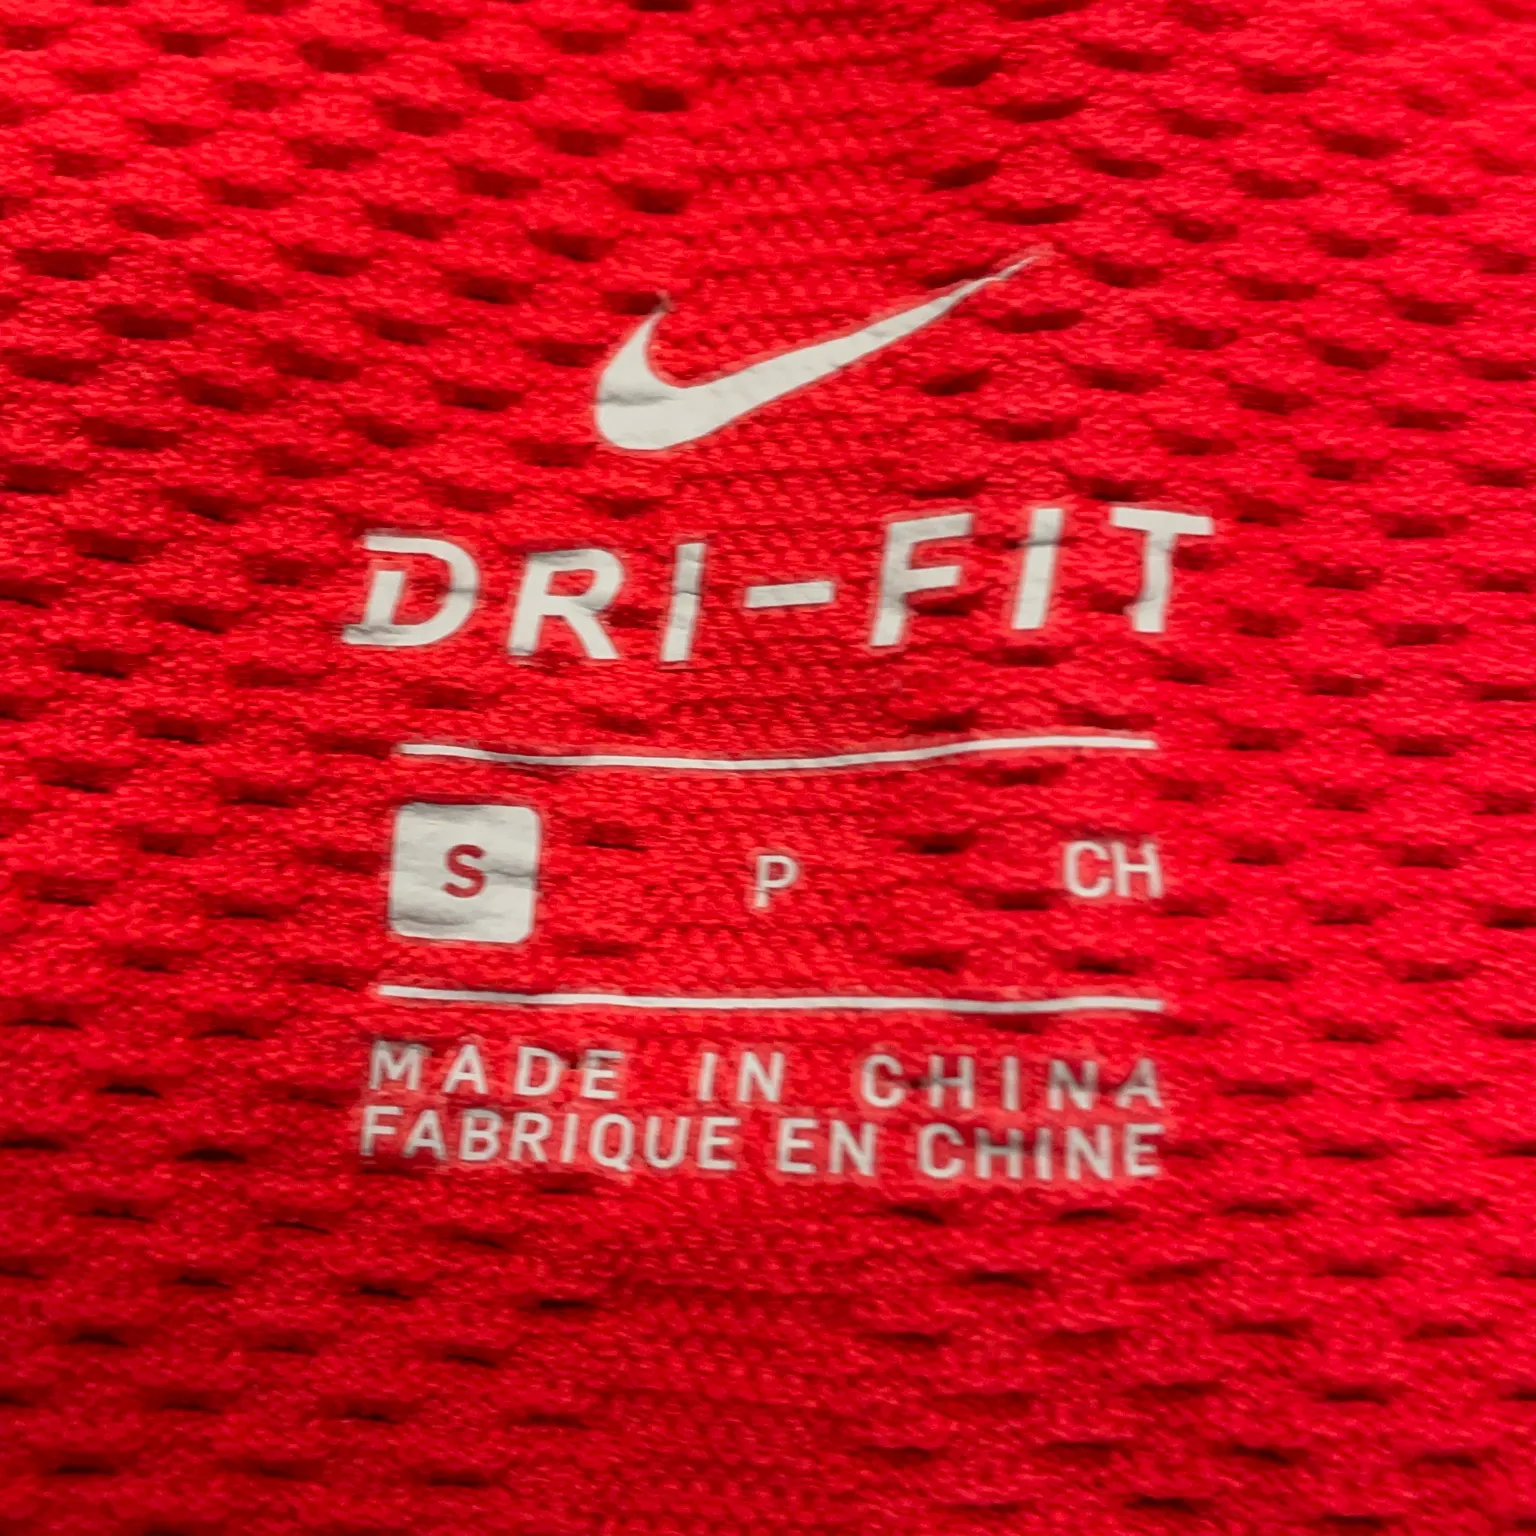 DRI-FIT
S P CH
MADE IN CHINA
FABRIQUE EN CHINE